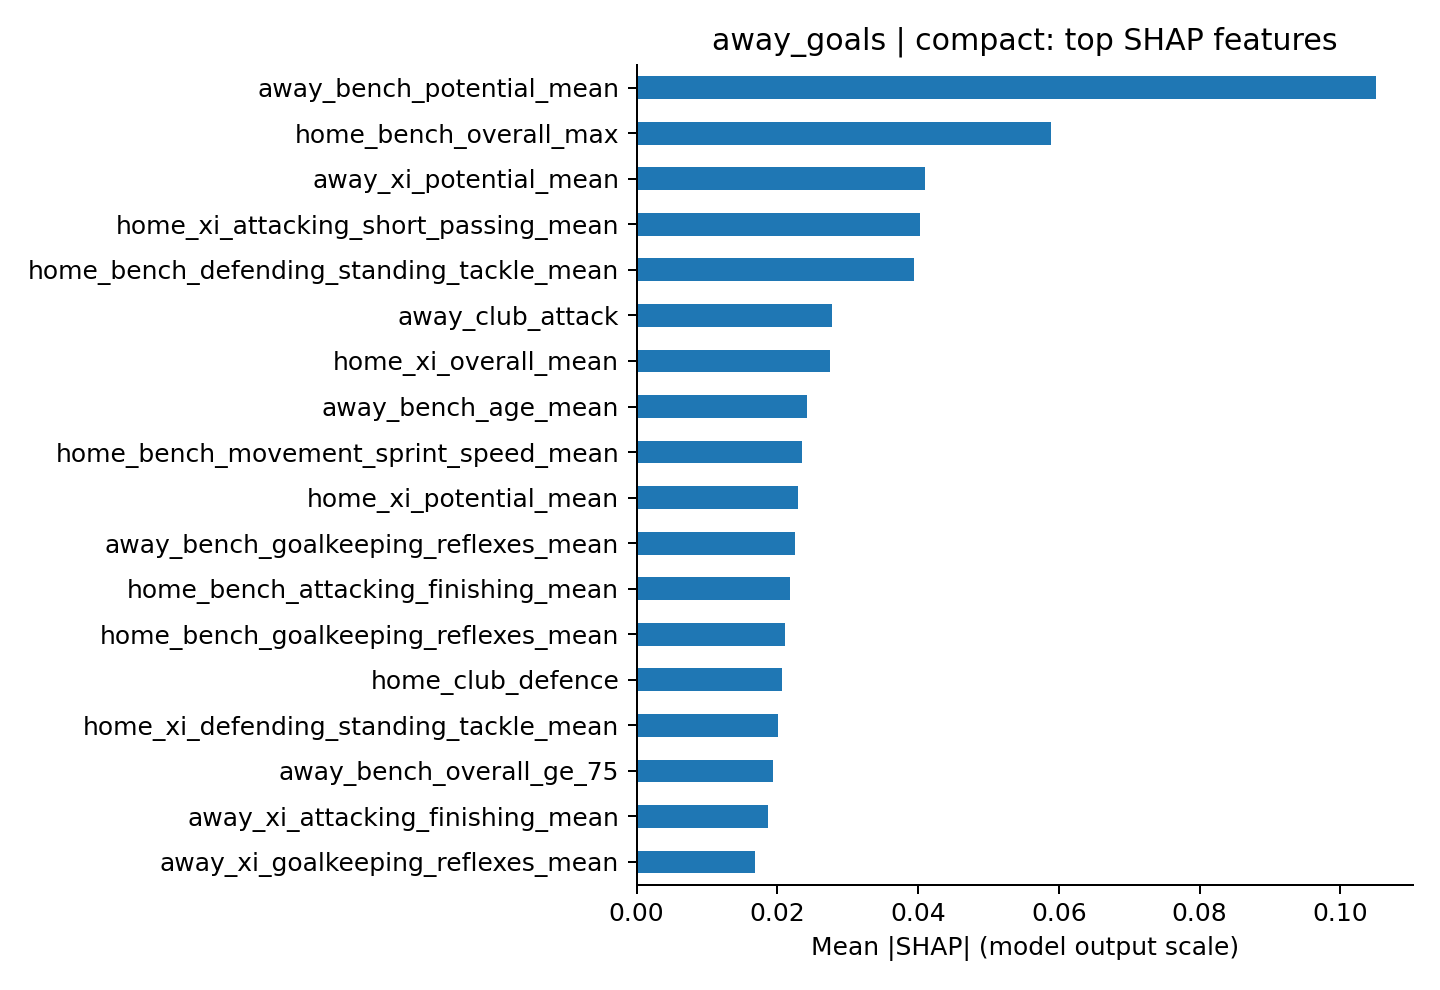 away_goals | compact: top SHAP features
away_bench_potential_mean
home_bench_overall_max
away_xi_potential_mean
home_xi_attacking_short_passing_mean
home_bench_defending_standing_tackle_mean
away_club_attack
home_xi_overall_mean
away_bench_age_mean
home_bench_movement_sprint_speed_mean
home_xi_potential_mean
away_bench_goalkeeping_reflexes_mean
home_bench_attacking_finishing_mean
home_bench_goalkeeping_reflexes_mean
home_club_defence
home_xi_defending_standing_tackle_mean
away_bench_overall_ge_75
away_xi_attacking_finishing_mean
away_xi_goalkeeping_reflexes_mean
0.00 0.02 0.04 0.06 0.08 0.10
Mean |SHAP| (model output scale)